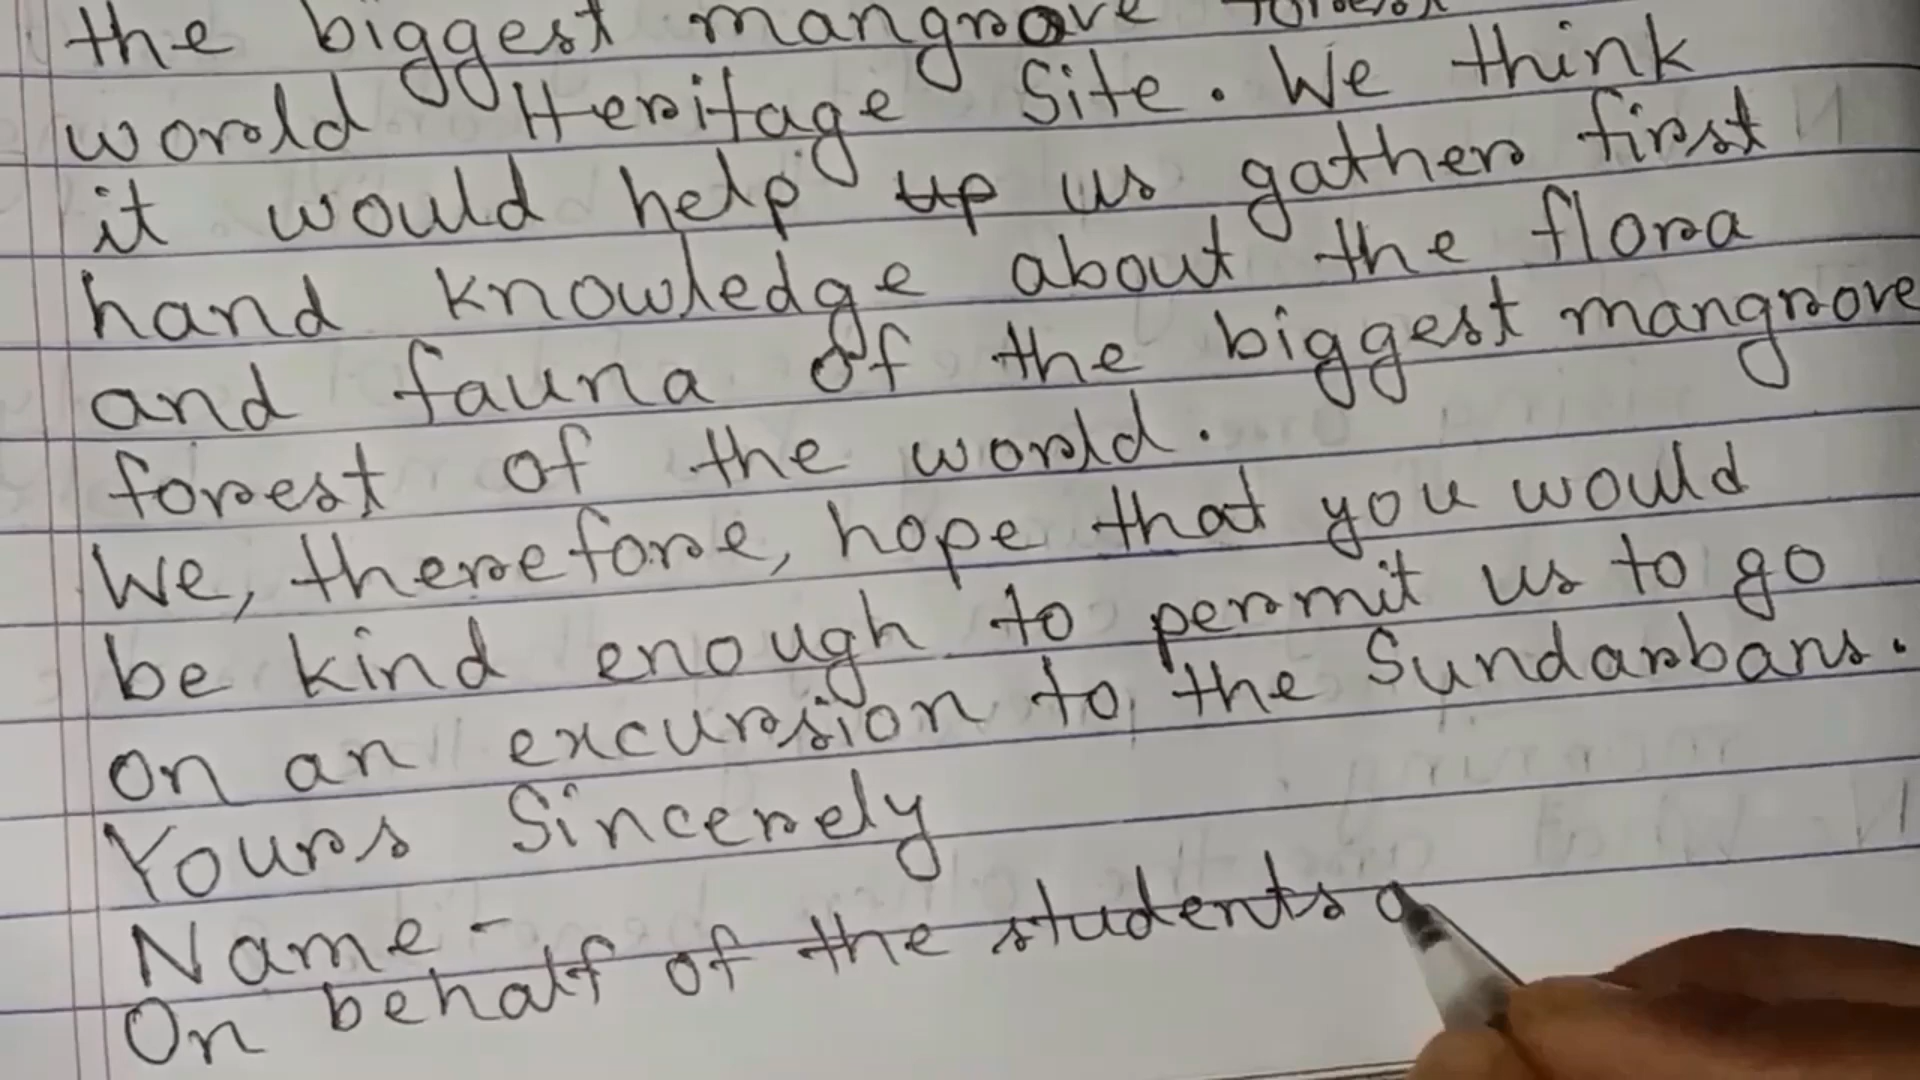 the biggest mangrove forest
world Heritage Site. We think
it would help up us gather first
hand knowledge about the flora
and fauna of the biggest mangrove
forest of the world.
We, therefore, hope that you would
be kind enough to permit us to go
on an excursion to the Sundarbans.
Yours Sincerely
Name -
On behalf of the students